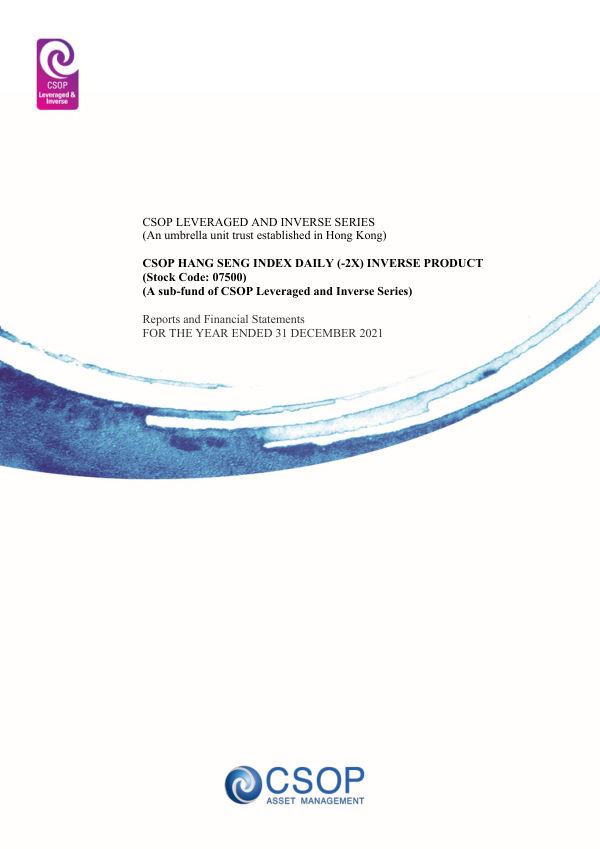 CSOP
Leveraged &
Inverse
CSOP LEVERAGED AND INVERSE SERIES
(An umbrella unit trust established in Hong Kong)
CSOP HANG SENG INDEX DAILY (-2X) INVERSE PRODUCT
(Stock Code: 07500)
(A sub-fund of CSOP Leveraged and Inverse Series)
Reports and Financial Statements
FOR THE YEAR ENDED 31 DECEMBER 2021
CSOP
ASSET MANAGEMENT